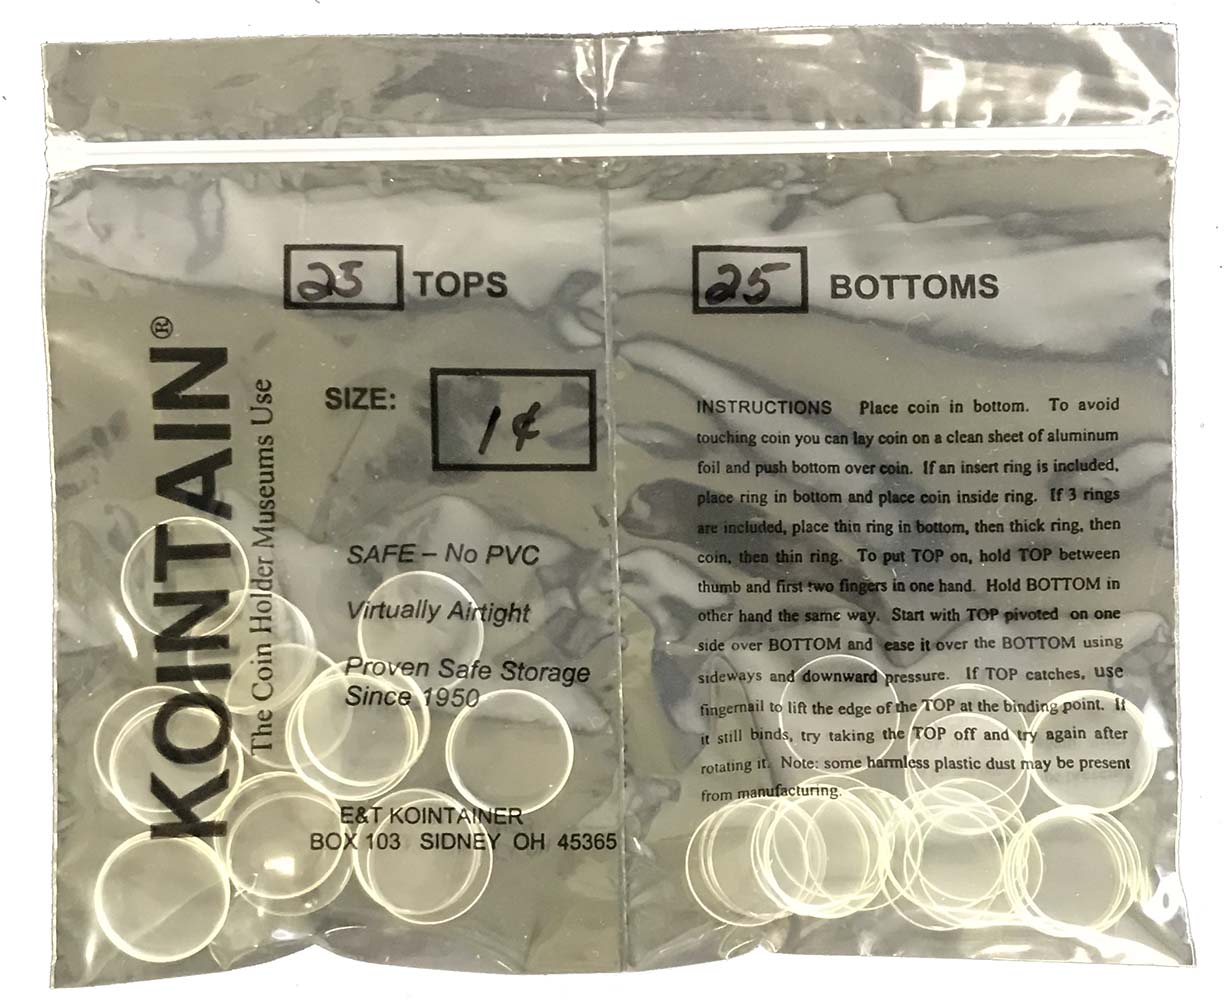 25 TOPS
SIZE: 1¢
KOINTAIN®
The Coin Holder Museums Use
SAFE – No PVC
Virtually Airtight
Proven Safe Storage
Since 1950
E&T KOINTAINER
BOX 103 SIDNEY OH 45365
25 BOTTOMS
INSTRUCTIONS Place coin in bottom. To avoid
touching coin you can lay coin on a clean sheet of aluminum
foil and push bottom over coin. If an insert ring is included,
place ring in bottom and place coin inside ring. If 3 rings
are included, place thin ring in bottom, then thick ring, then
coin, then thin ring. To put TOP on, hold TOP between
thumb and first two fingers in one hand. Hold BOTTOM in
other hand the same way. Start with TOP pivoted on one
side over BOTTOM and ease it over the BOTTOM using
sideways and downward pressure. If TOP catches, use
fingernail to lift the edge of the TOP at the binding point. If
it still binds, try taking the TOP off and try again after
rotating it. Note: some harmless plastic dust may be present
from manufacturing.